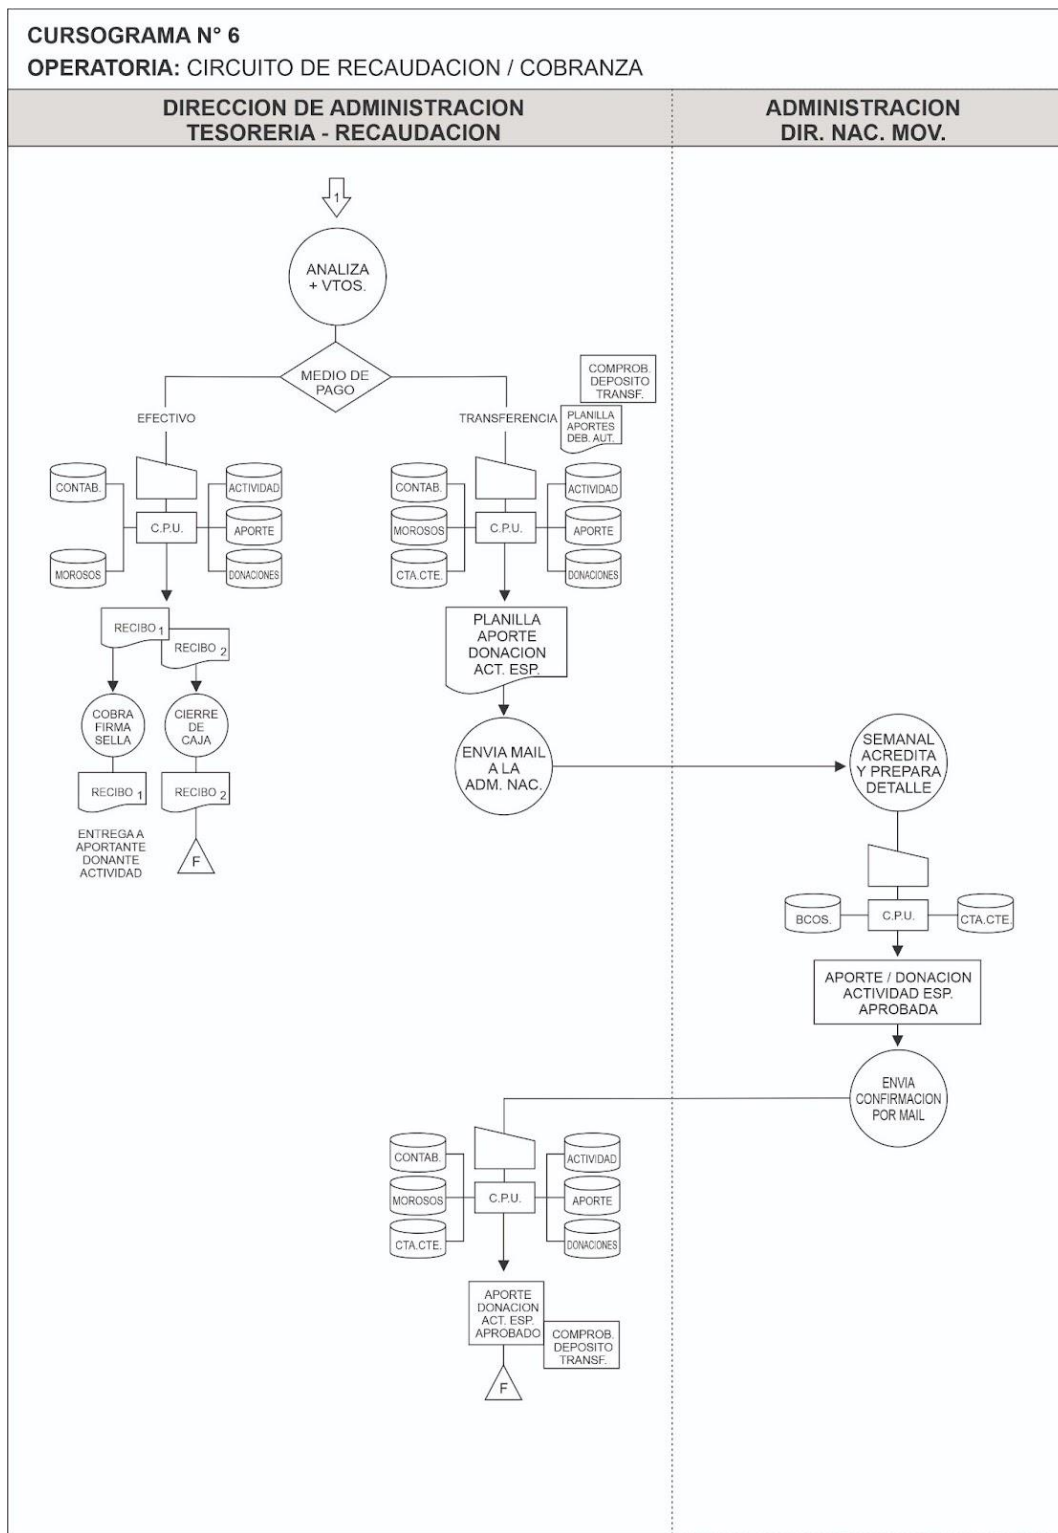 CURSOGRAMA N° 6
OPERATORIA: CIRCUITO DE RECAUDACION / COBRANZA
DIRECCION DE ADMINISTRACION
TESORERIA - RECAUDACION
ADMINISTRACION
DIR. NAC. MOV.
1
ANALIZA
+ VTOS.
MEDIO DE
PAGO
EFECTIVO
TRANSFERENCIA
COMPROB.
DEPOSITO
TRANSF.
PLANILLA
APORTES
DEB. AUT.
CONTAB.
MOROSOS
C.P.U.
ACTIVIDAD
APORTE
DONACIONES
CONTAB.
MOROSOS
CTA.CTE.
C.P.U.
ACTIVIDAD
APORTE
DONACIONES
RECIBO 1
RECIBO 2
COBRA
FIRMA
SELLA
CIERRE
DE
CAJA
RECIBO 1
RECIBO 2
ENTREGA A
APORTANTE
DONANTE
ACTIVIDAD
F
PLANILLA
APORTE
DONACION
ACT. ESP.
ENVIA MAIL
A LA
ADM. NAC.
SEMANAL
ACREDITA
Y PREPARA
DETALLE
BCOS.
C.P.U.
CTA.CTE.
APORTE / DONACION
ACTIVIDAD ESP.
APROBADA
ENVIA
CONFIRMACION
POR MAIL
CONTAB.
MOROSOS
CTA.CTE.
C.P.U.
ACTIVIDAD
APORTE
DONACIONES
APORTE
DONACION
ACT. ESP.
APROBADO
COMPROB.
DEPOSITO
TRANSF.
F